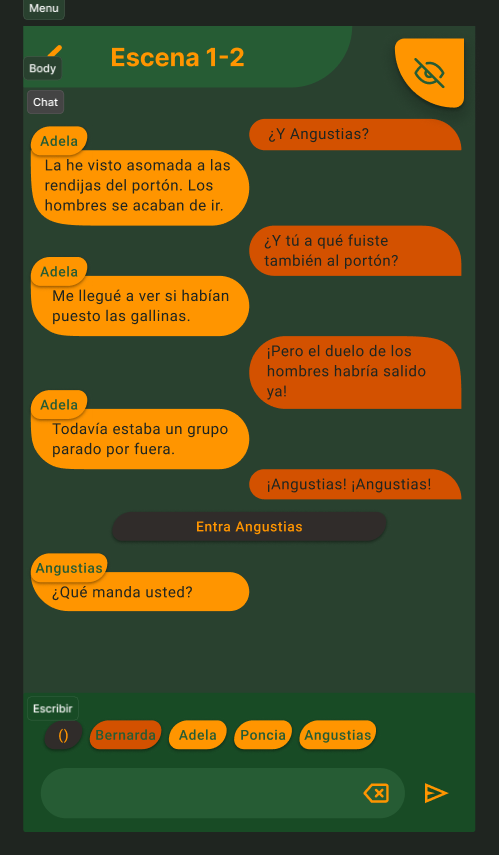 Menu
Escena 1-2
Body
Chat
¿Y Angustias?
Adela
La he visto asomada a las
rendijas del portón. Los
hombres se acaban de ir.
¿Y tú a qué fuiste
también al portón?
Adela
Me llegué a ver si habían
puesto las gallinas.
¡Pero el duelo de los
hombres habría salido
ya!
Adela
Todavía estaba un grupo
parado por fuera.
¡Angustias! ¡Angustias!
Entra Angustias
Angustias
¿Qué manda usted?
Escribir
() Bernarda Adela Poncia Angustias